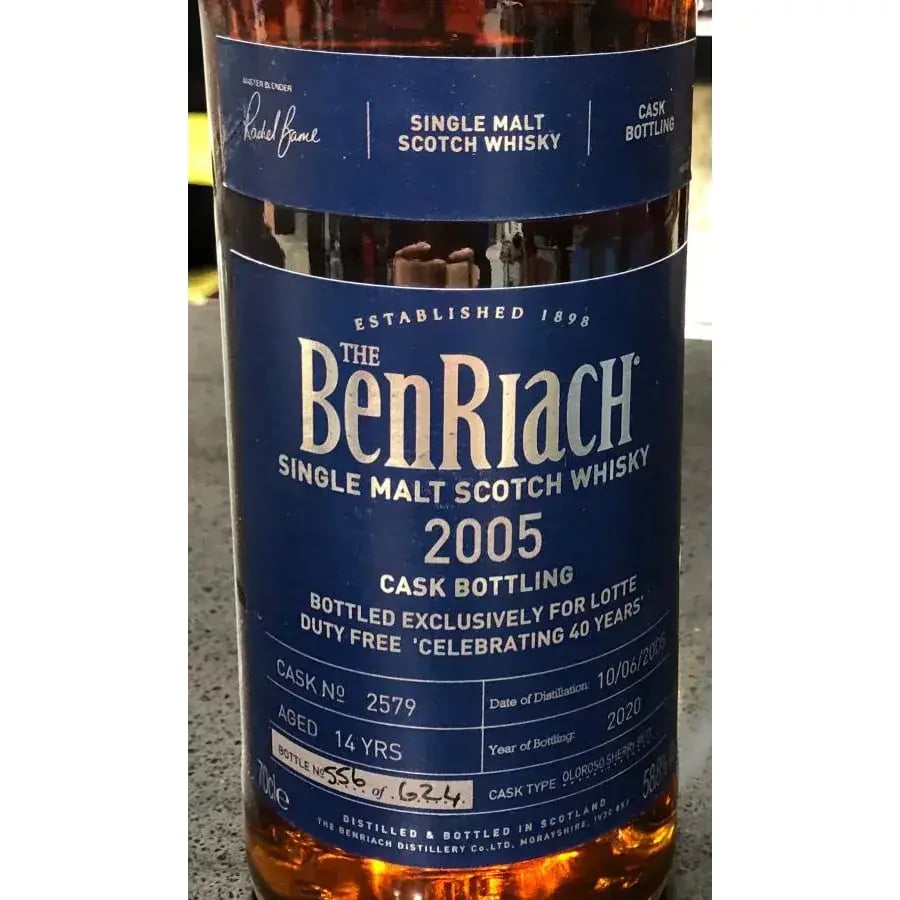 MASTER BLENDER
Rachel Barrie
SINGLE MALT
SCOTCH WHISKY
CASK
BOTTLING
ESTABLISHED 1898
THE
BENRIACH
SINGLE MALT SCOTCH WHISKY
2005
CASK BOTTLING
BOTTLED EXCLUSIVELY FOR LOTTE
DUTY FREE 'CELEBRATING 40 YEARS'
CASK Nº 2579
Date of Distillation: 10/06/2005
AGED 14 YRS
Year of Bottling: 2020
BOTTLE Nº 556 of 624
CASK TYPE OLOROSO SHERRY BUTT
70cl e
DISTILLED & BOTTLED IN SCOTLAND
THE BENRIACH DISTILLERY Co.LTD, MORAYSHIRE,